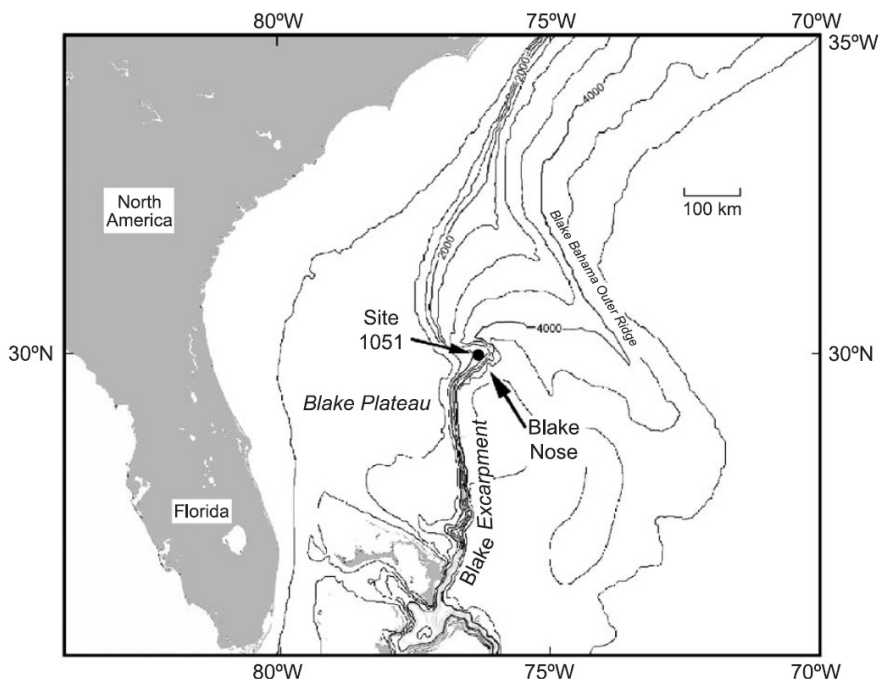 80ºW
75ºW
70ºW
35ºW
2000
4000
North
America
100 km
Blake Bahama Outer Ridge
2000
Site
1051
4000
30ºN
30ºN
Blake Plateau
Blake
Nose
Blake Excarpment
Florida
80ºW
75ºW
70ºW